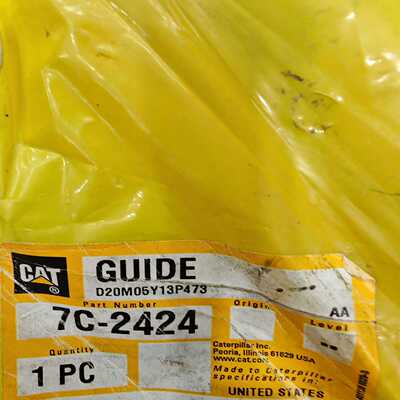 CAT
®
GUIDE
D20M05Y13P473
Part Number
Origin
AA
7C-2424
Level
--
Quantity
Caterpillar Inc.
Peoria, Illinois 61629 USA
www.cat.com
1 PC
Made to Caterpillar
specifications in:
UNITED STATES